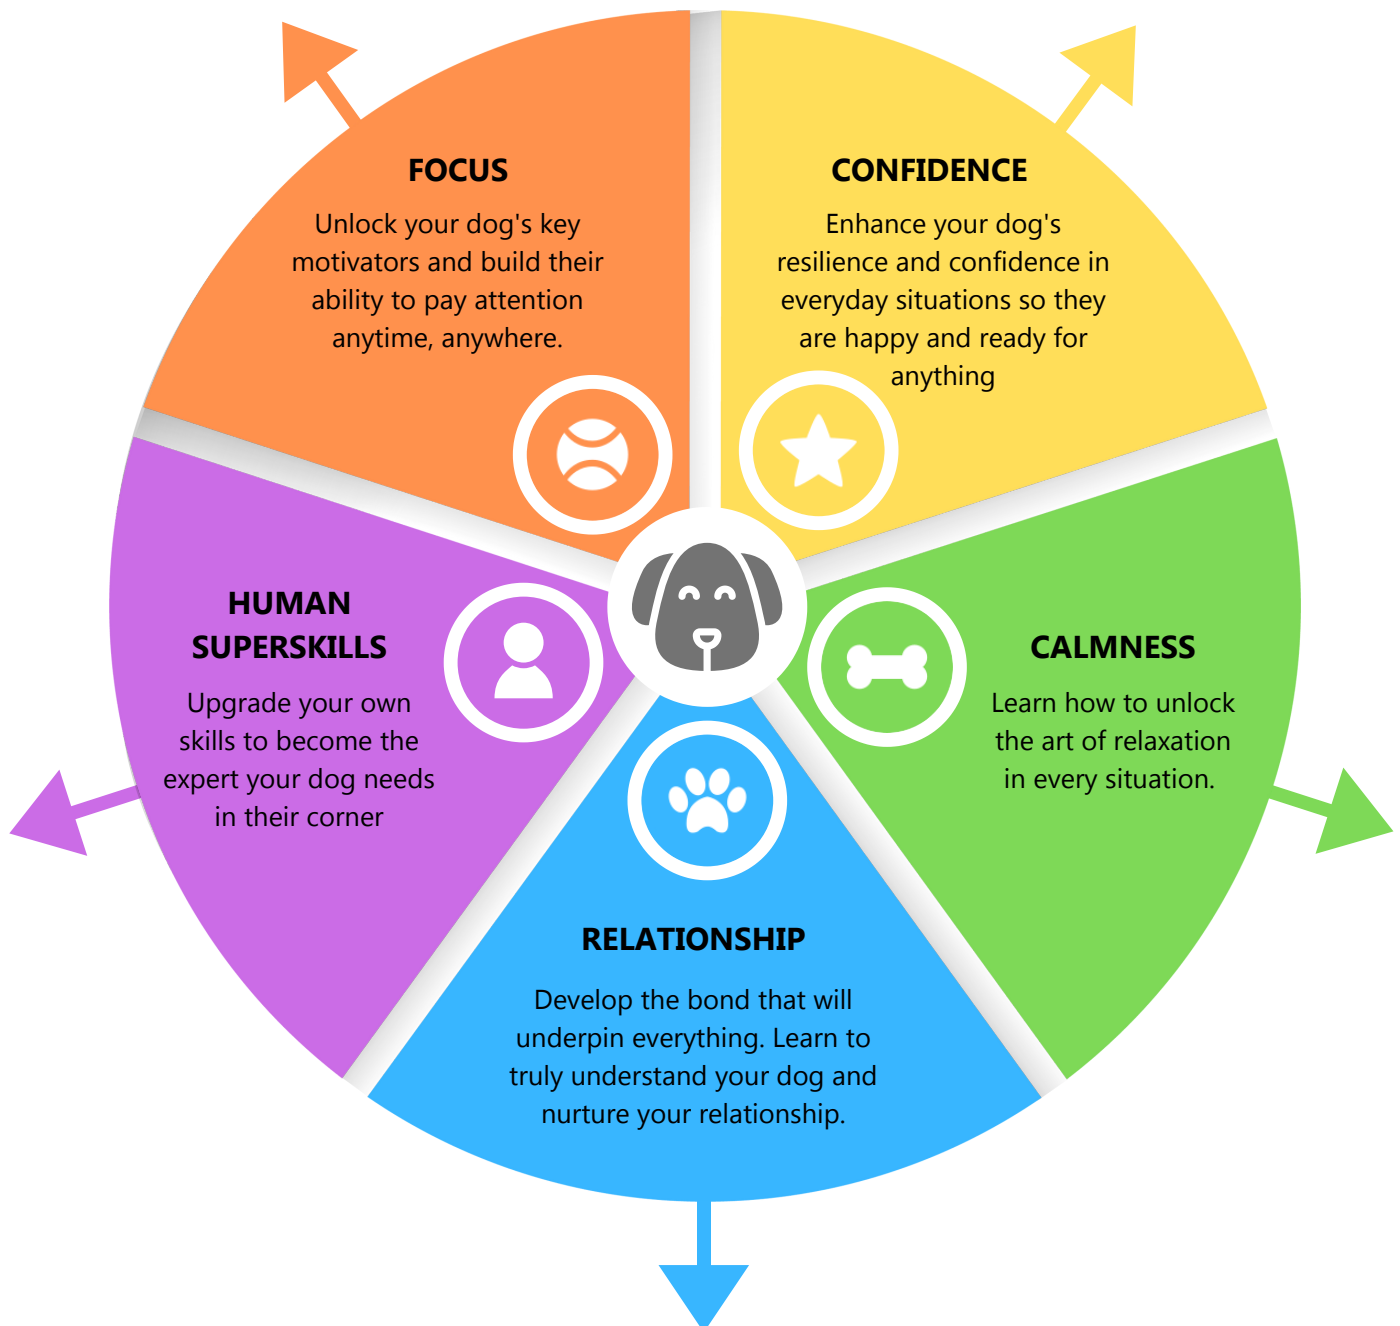 FOCUS
Unlock your dog's key
motivators and build their
ability to pay attention
anytime, anywhere.
CONFIDENCE
Enhance your dog's
resilience and confidence in
everyday situations so they
are happy and ready for
anything
HUMAN
SUPERSKILLS
Upgrade your own
skills to become the
expert your dog needs
in their corner
CALMNESS
Learn how to unlock
the art of relaxation
in every situation.
RELATIONSHIP
Develop the bond that will
underpin everything. Learn to
truly understand your dog and
nurture your relationship.